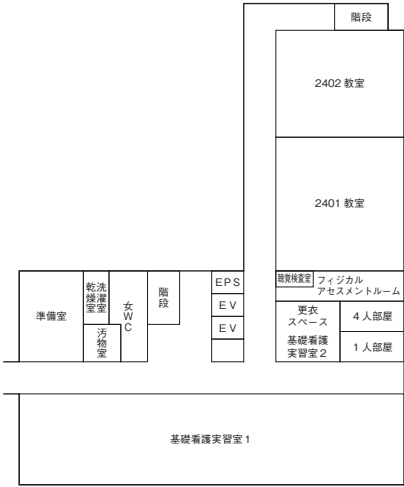 階段
2402 教室
2401 教室
聴覚検査室
フィジカル
アセスメントルーム
更衣
スペース
基礎看護
実習室2
4人部屋
1人部屋
EPS
EV
EV
階段
女WC
洗濯室
乾燥室
汚物室
準備室
基礎看護実習室1